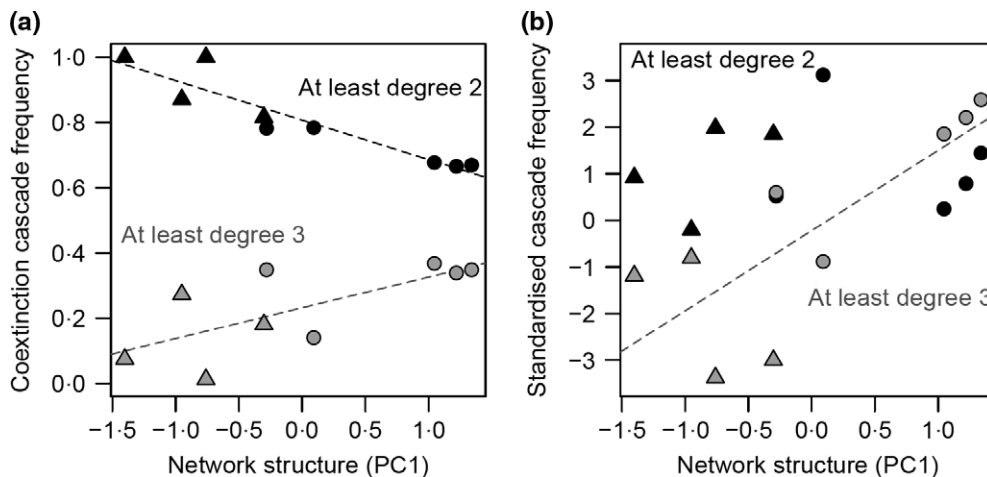 (a)
Coextinction cascade frequency
1·0
0·8
0·6
0·4
0·2
0·0
At least degree 2
At least degree 3
−1·5 −1·0 −0·5 0·0 0·5 1·0
Network structure (PC1)
(b)
Standardised cascade frequency
3
2
1
0
−1
−2
−3
At least degree 2
At least degree 3
−1·5 −1·0 −0·5 0·0 0·5 1·0
Network structure (PC1)